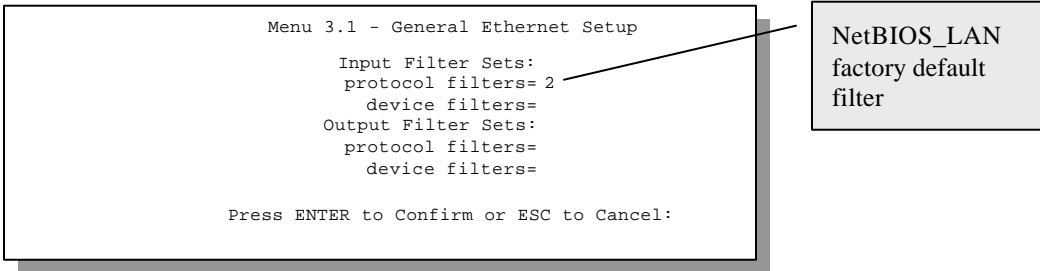 Menu 3.1 - General Ethernet Setup
Input Filter Sets:
protocol filters= 2
device filters=
Output Filter Sets:
protocol filters=
device filters=
Press ENTER to Confirm or ESC to Cancel:
NetBIOS_LAN
factory default
filter